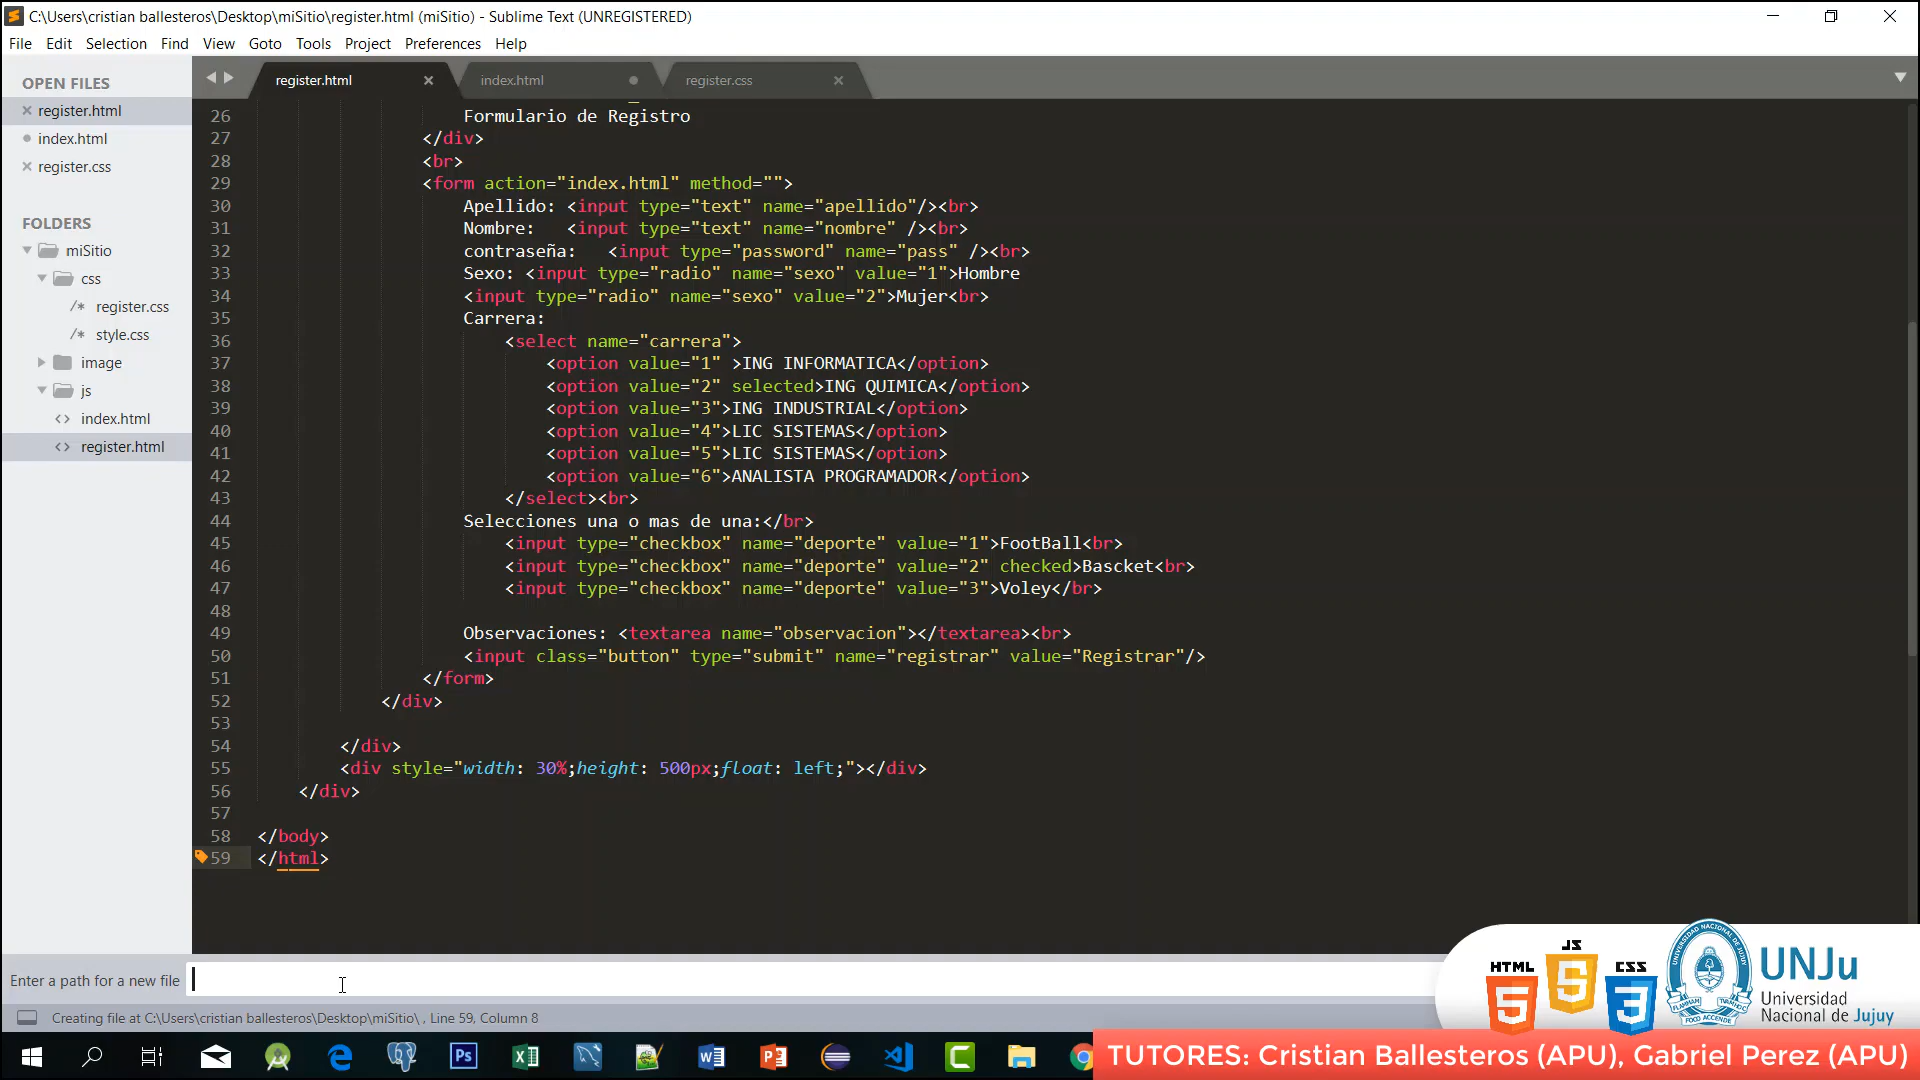 C:\Users\cristian ballesteros\Desktop\miSitio\register.html (miSitio) - Sublime Text (UNREGISTERED)
File Edit Selection Find View Goto Tools Project Preferences Help
OPEN FILES
register.html
index.html
register.css
FOLDERS
miSitio
css
/* register.css
/* style.css
image
js
<> index.html
<> register.html
register.html index.html register.css
26 Formulario de Registro
27 </div>
28 <br>
29 <form action="index.html" method="">
30 Apellido: <input type="text" name="apellido"/><br>
31 Nombre: <input type="text" name="nombre" /><br>
32 contraseña: <input type="password" name="pass" /><br>
33 Sexo: <input type="radio" name="sexo" value="1">Hombre
34 <input type="radio" name="sexo" value="2">Mujer<br>
35 Carrera:
36 <select name="carrera">
37 <option value="1" >ING INFORMATICA</option>
38 <option value="2" selected>ING QUIMICA</option>
39 <option value="3">ING INDUSTRIAL</option>
40 <option value="4">LIC SISTEMAS</option>
41 <option value="5">LIC SISTEMAS</option>
42 <option value="6">ANALISTA PROGRAMADOR</option>
43 </select><br>
44 Selecciones una o mas de una:</br>
45 <input type="checkbox" name="deporte" value="1">FootBall<br>
46 <input type="checkbox" name="deporte" value="2" checked>Bascket<br>
47 <input type="checkbox" name="deporte" value="3">Voley</br>
48
49 Observaciones: <textarea name="observacion"></textarea><br>
50 <input class="button" type="submit" name="registrar" value="Registrar"/>
51 </form>
52 </div>
53
54 </div>
55 <div style="width: 30%;height: 500px;float: left;"></div>
56 </div>
57
58 </body>
59 </html>
Enter a path for a new file
Creating file at C:\Users\cristian ballesteros\Desktop\miSitio\ , Line 59, Column 8
HTML
5
JS
5
CSS
3
UNJu
Universidad
Nacional
de Jujuy
TUTORES: Cristian Ballesteros (APU), Gabriel Perez (APU)